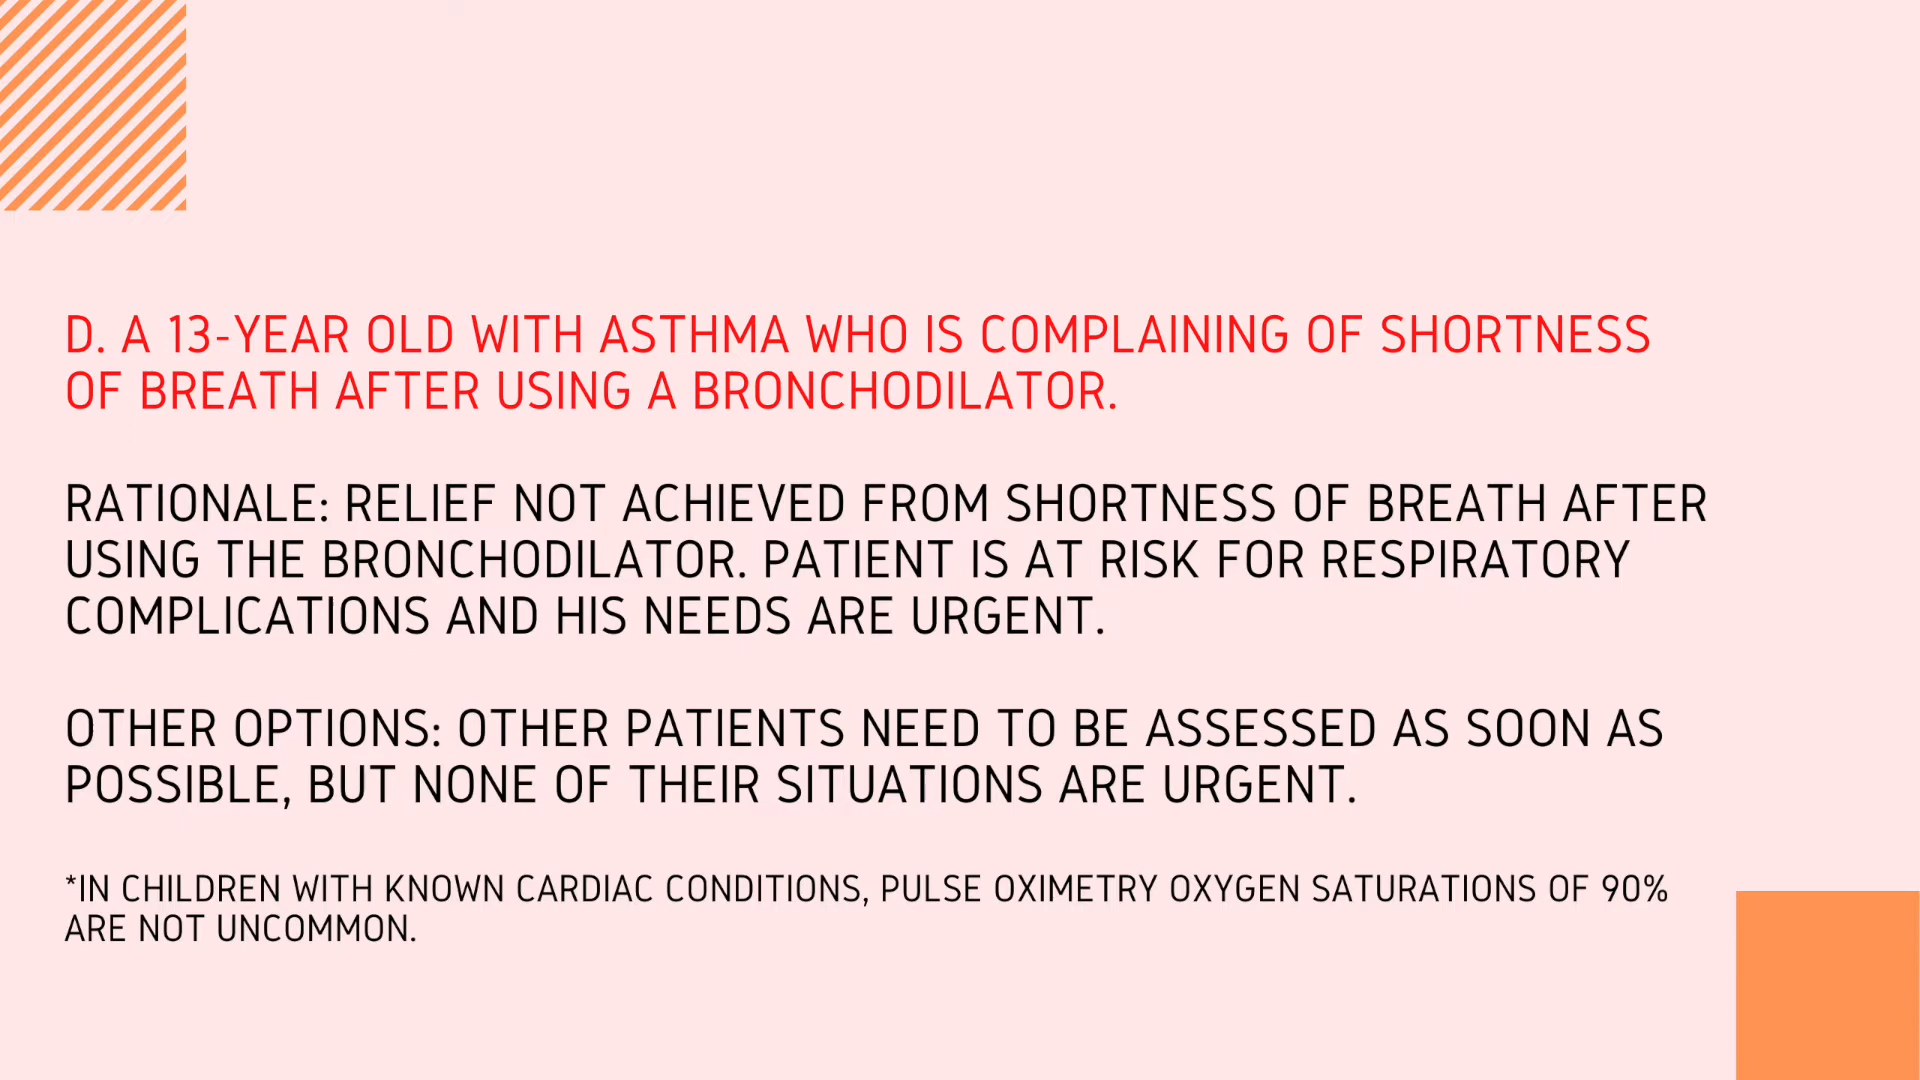 D. A 13-YEAR OLD WITH ASTHMA WHO IS COMPLAINING OF SHORTNESS
OF BREATH AFTER USING A BRONCHODILATOR.
RATIONALE: RELIEF NOT ACHIEVED FROM SHORTNESS OF BREATH AFTER
USING THE BRONCHODILATOR. PATIENT IS AT RISK FOR RESPIRATORY
COMPLICATIONS AND HIS NEEDS ARE URGENT.
OTHER OPTIONS: OTHER PATIENTS NEED TO BE ASSESSED AS SOON AS
POSSIBLE, BUT NONE OF THEIR SITUATIONS ARE URGENT.
*IN CHILDREN WITH KNOWN CARDIAC CONDITIONS, PULSE OXIMETRY OXYGEN SATURATIONS OF 90%
ARE NOT UNCOMMON.